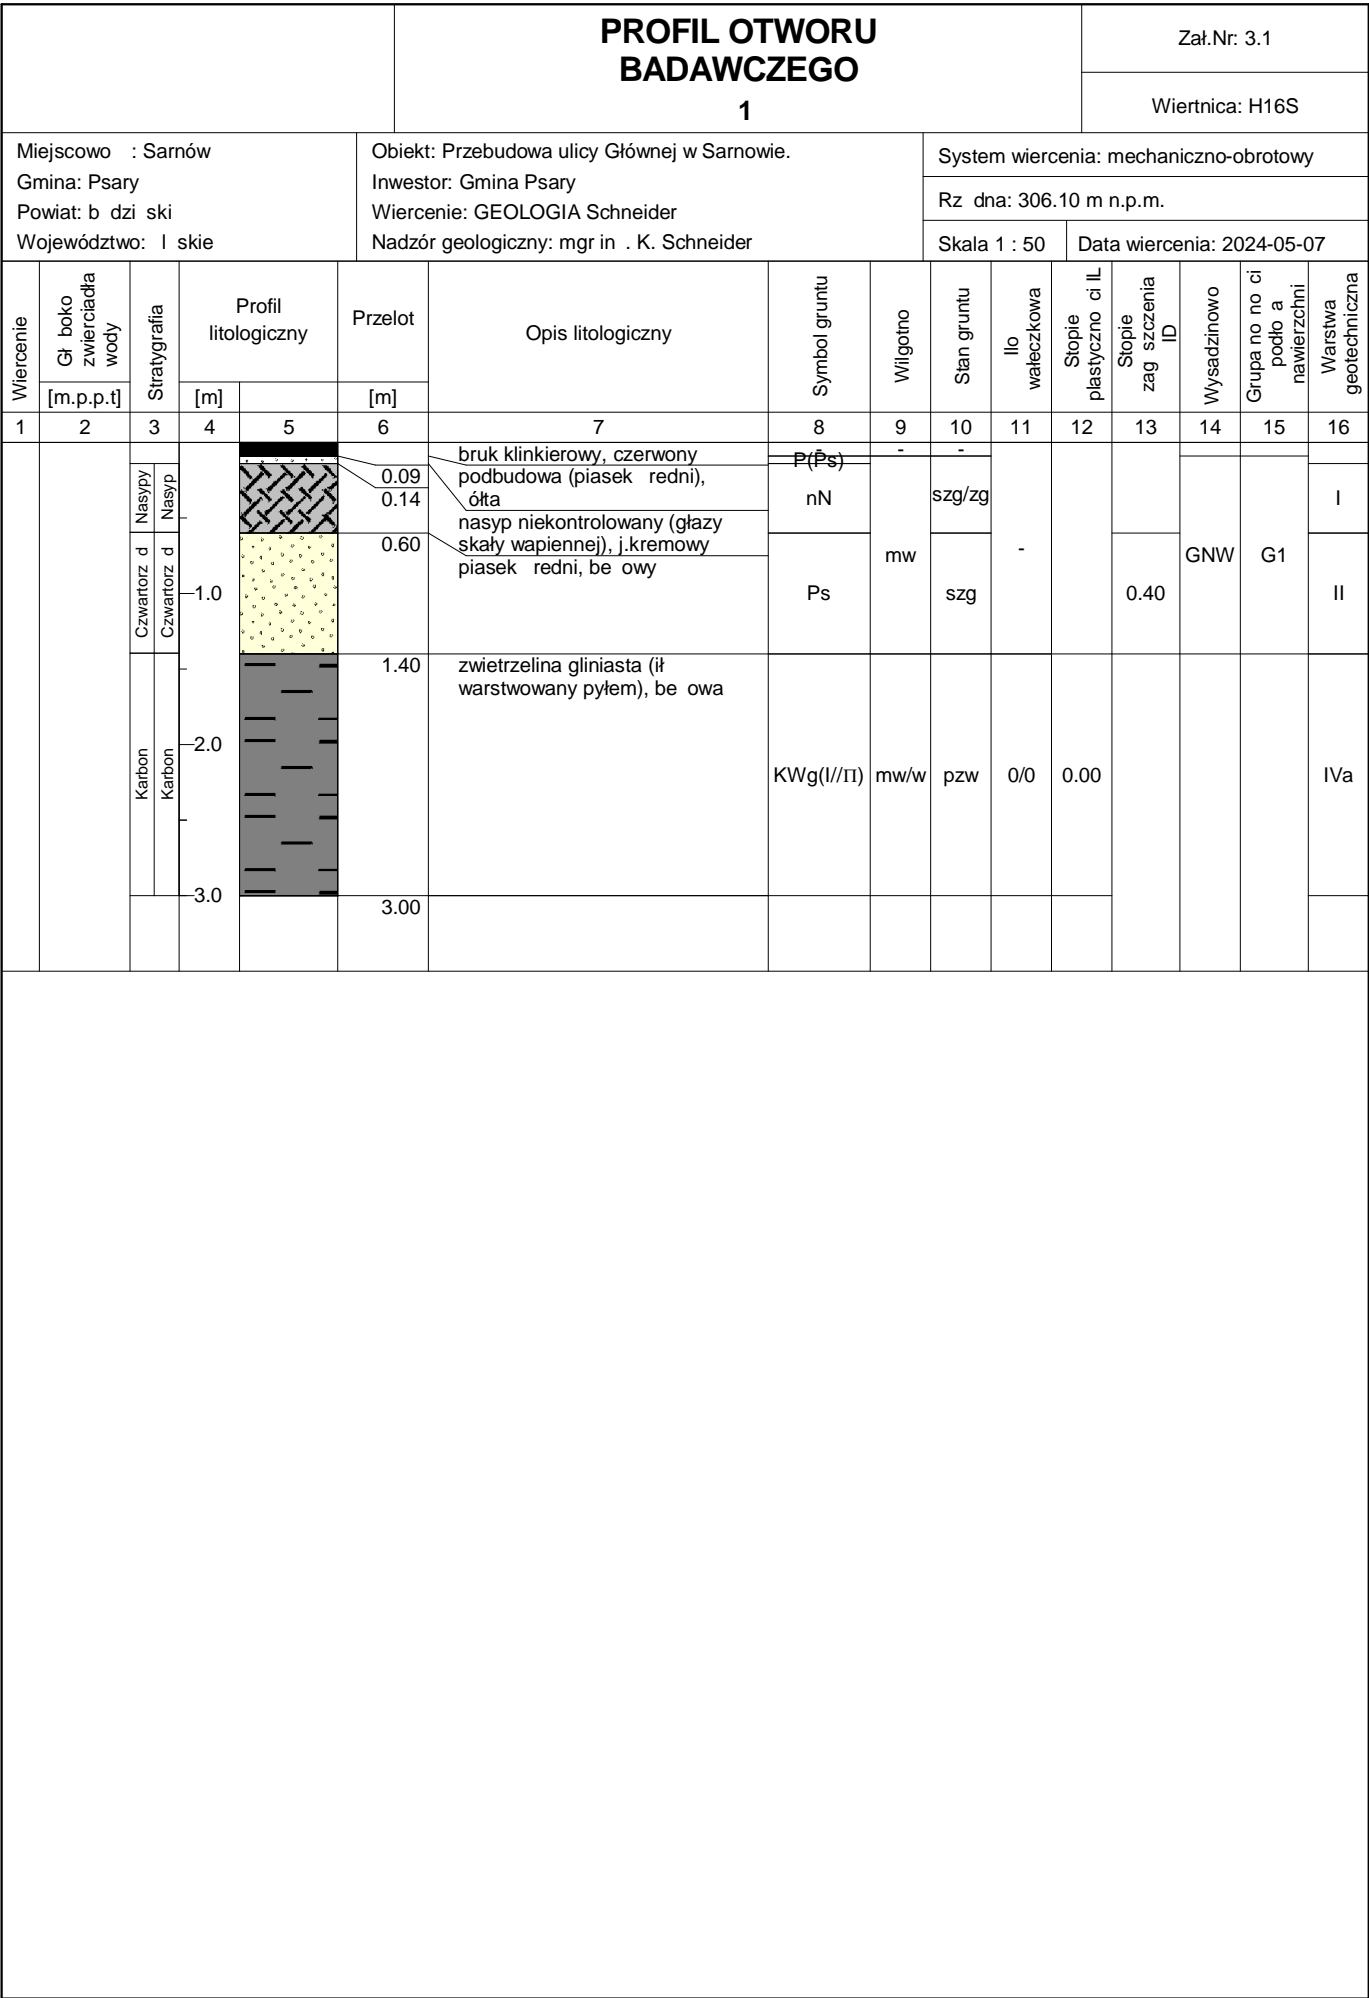 PROFIL OTWORU
BADAWCZEGO
1
Zał.Nr: 3.1
Wiertnica: H16S
Miejscowo : Sarnów
Gmina: Psary
Powiat: b dzi ski
Województwo: l skie
Obiekt: Przebudowa ulicy Głównej w Sarnowie.
Inwestor: Gmina Psary
Wiercenie: GEOLOGIA Schneider
Nadzór geologiczny: mgr in . K. Schneider
System wiercenia: mechaniczno-obrotowy
Rz dna: 306.10 m n.p.m.
Skala 1 : 50
Data wiercenia: 2024-05-07
Wiercenie
Gł boko
zwierciadła
wody
[m.p.p.t]
Stratygrafia
Profil
litologiczny
[m]
Przelot
[m]
Opis litologiczny
Symbol gruntu
Wilgotno
Stan gruntu
Ilo
wałeczkowa
Stopie
plastyczno ci IL
Stopie
zag szczenia
ID
Wysadzinowo
Grupa no no ci
podło a
nawierzchni
Warstwa
geotechniczna
1 2 3 4 5 6 7 8 9 10 11 12 13 14 15 16
Nasypy
Nasyp
Czwartorz d
Czwartorz d
Karbon
Karbon
1.0
2.0
3.0
0.09
0.14
0.60
1.40
3.00
bruk klinkierowy, czerwony
podbudowa (piasek redni),
ółta
nasyp niekontrolowany (głazy
skały wapiennej), j.kremowy
piasek redni, be owy
zwietrzelina gliniasta (ił
warstwowany pyłem), be owa
- - -
P(Ps)
nN
szg/zg
I
mw
-
GNW
G1
Ps
szg
0.40
II
KWg(I//Π)
mw/w
pzw
0/0
0.00
IVa